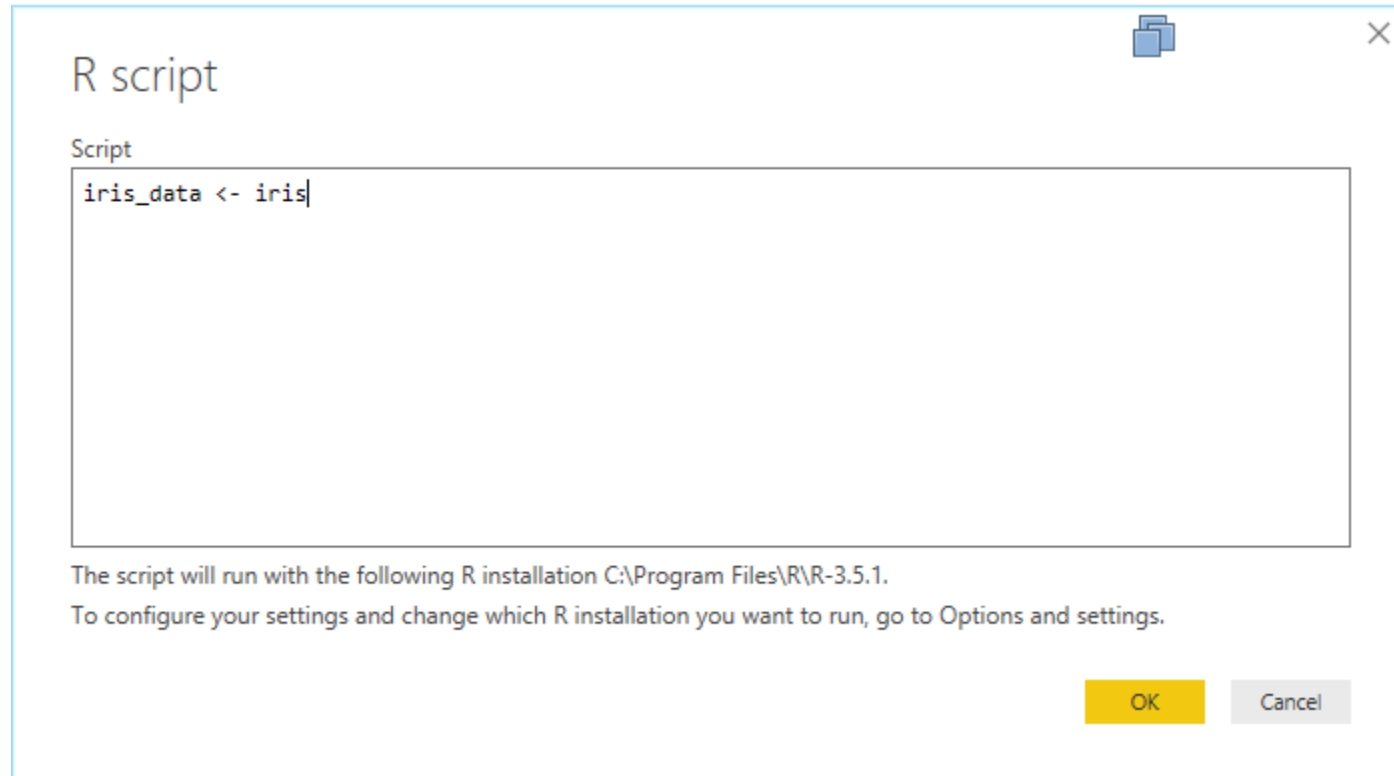 R script
Script
iris_data <- iris
The script will run with the following R installation C:\Program Files\R\R-3.5.1.
To configure your settings and change which R installation you want to run, go to Options and settings.
OK Cancel